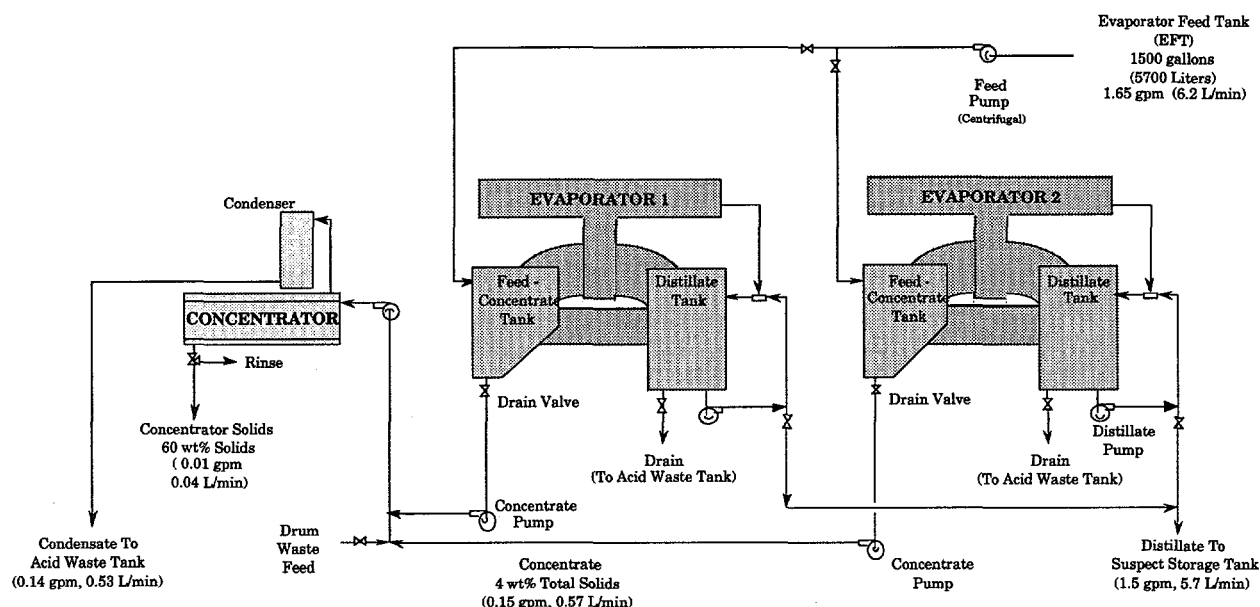 Evaporator Feed Tank
(EFT)
1500 gallons
(5700 Liters)
1.65 gpm (6.2 L/min)
Feed
Pump
(Centrifugal)
EVAPORATOR 1
EVAPORATOR 2
Condenser
Feed -
Concentrate
Tank
Distillate
Tank
Feed -
Concentrate
Tank
Distillate
Tank
CONCENTRATOR
Rinse
Drain Valve
Drain Valve
Concentrator Solids
60 wt% Solids
( 0.01 gpm
0.04 L/min)
Distillate
Pump
Drain
(To Acid Waste Tank)
Drain
(To Acid Waste Tank)
Concentrate
Pump
Drum
Waste
Feed
Condensate To
Acid Waste Tank
(0.14 gpm, 0.53 L/min)
Concentrate
4 wt% Total Solids
(0.15 gpm, 0.57 L/min)
Concentrate
Pump
Distillate To
Suspect Storage Tank
(1.5 gpm, 5.7 L/min)